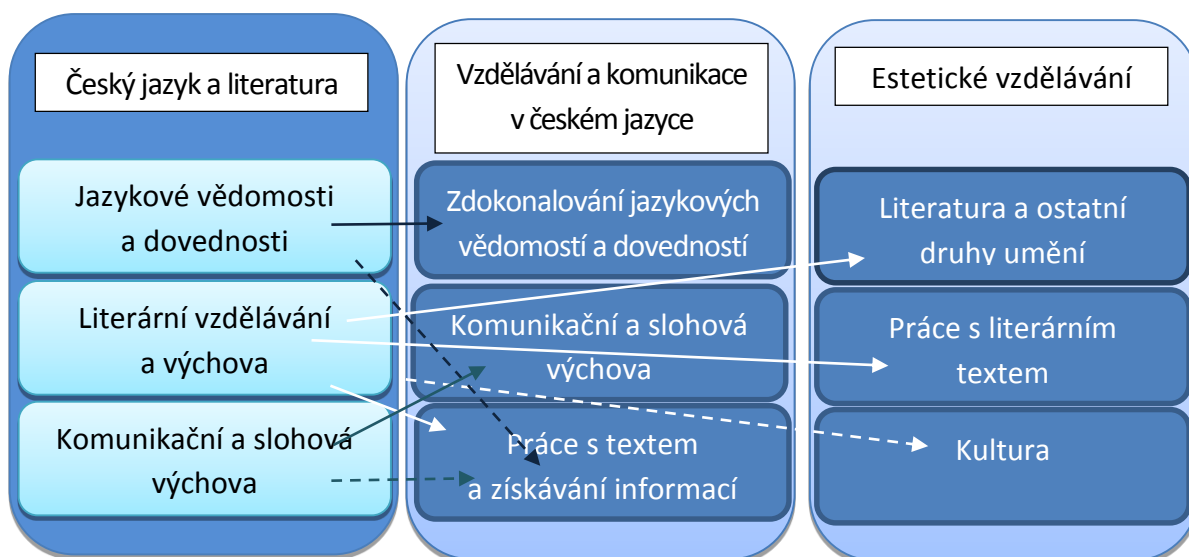 Český jazyk a literatura
Jazykové vědomosti
a dovednosti
Literární vzdělávání
a výchova
Komunikační a slohová
výchova
Vzdělávání a komunikace
v českém jazyce
Zdokonalování jazykových
vědomostí a dovedností
Komunikační a slohová
výchova
Práce s textem
a získávání informací
Estetické vzdělávání
Literatura a ostatní
druhy umění
Práce s literárním
textem
Kultura